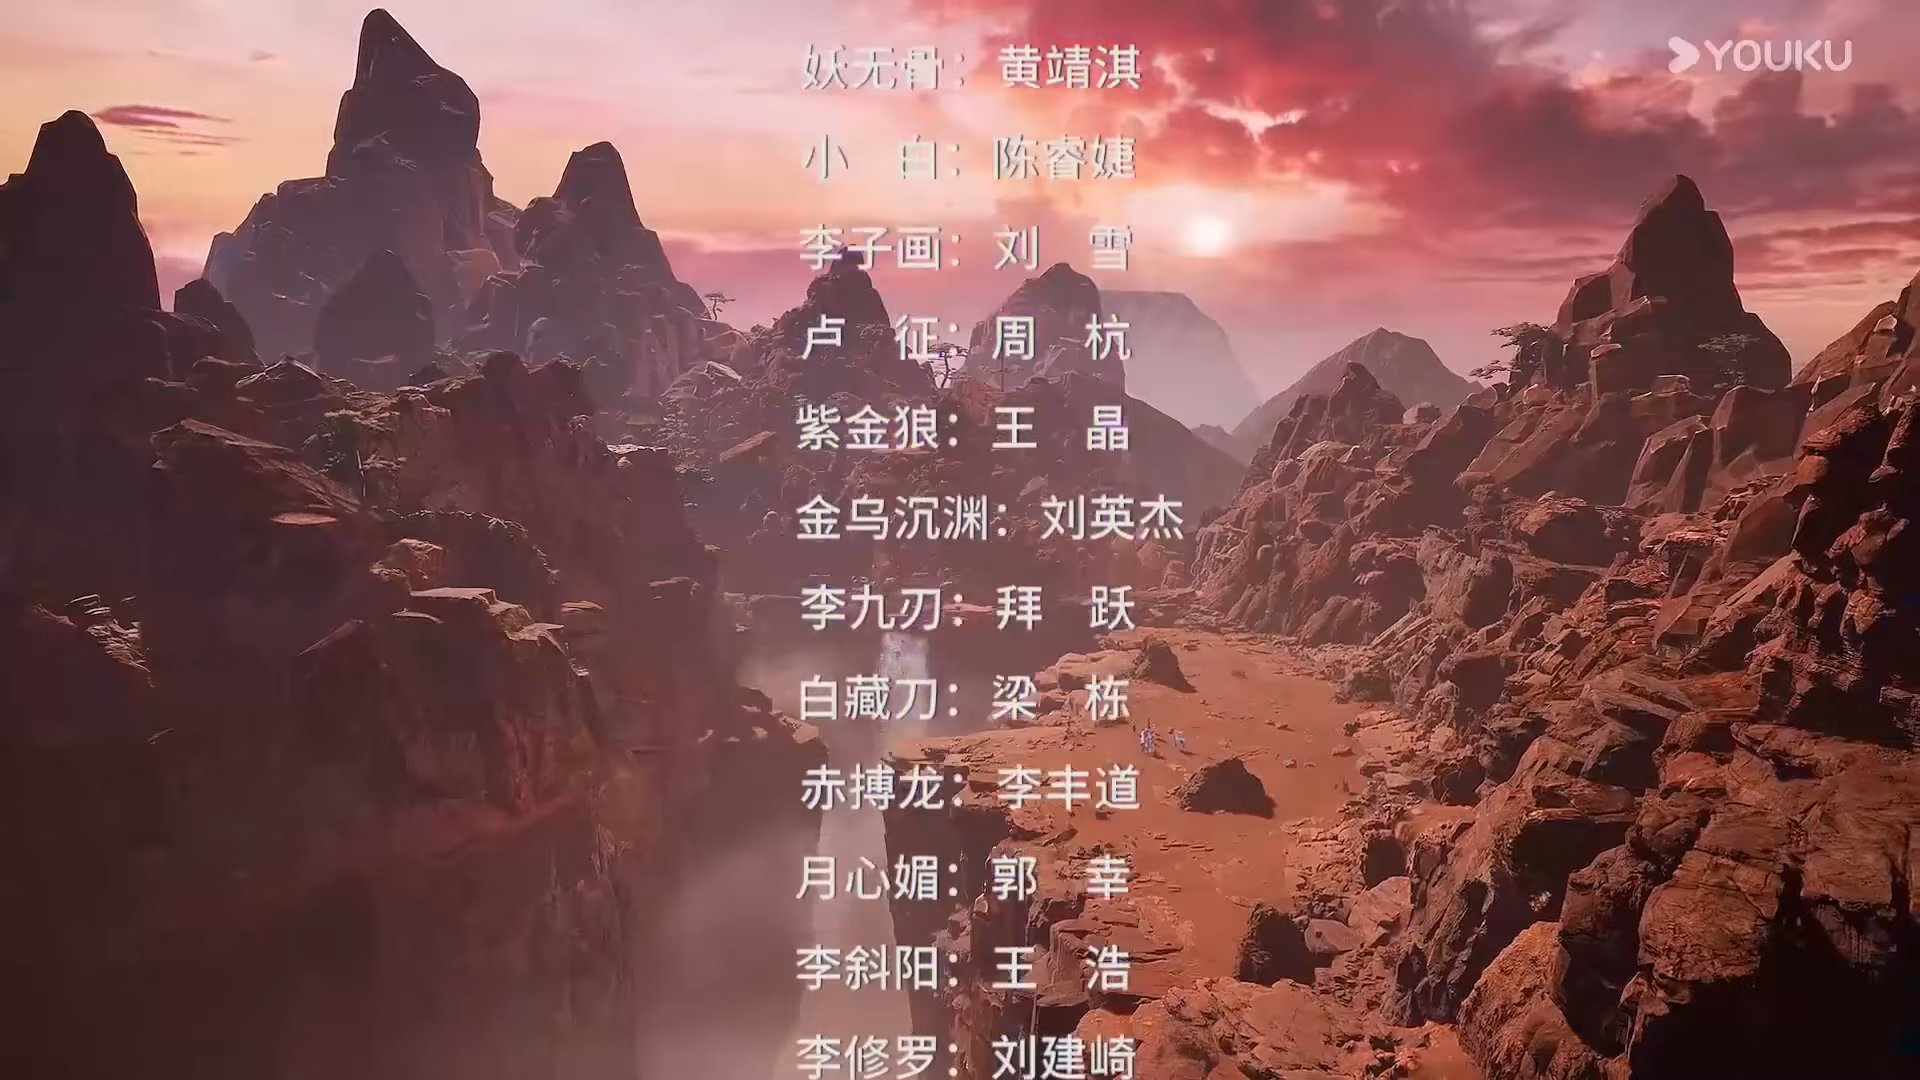 YOUKU
妖无骨：黄靖淇
小　白：陈睿婕
李子画：刘　雪
卢　征：周　杭
紫金狼：王　晶
金乌沉渊：刘英杰
李九刃：拜　跃
白藏刀：梁　栋
赤搏龙：李丰道
月心媚：郭　幸
李斜阳：王　浩
李修罗：刘建崎